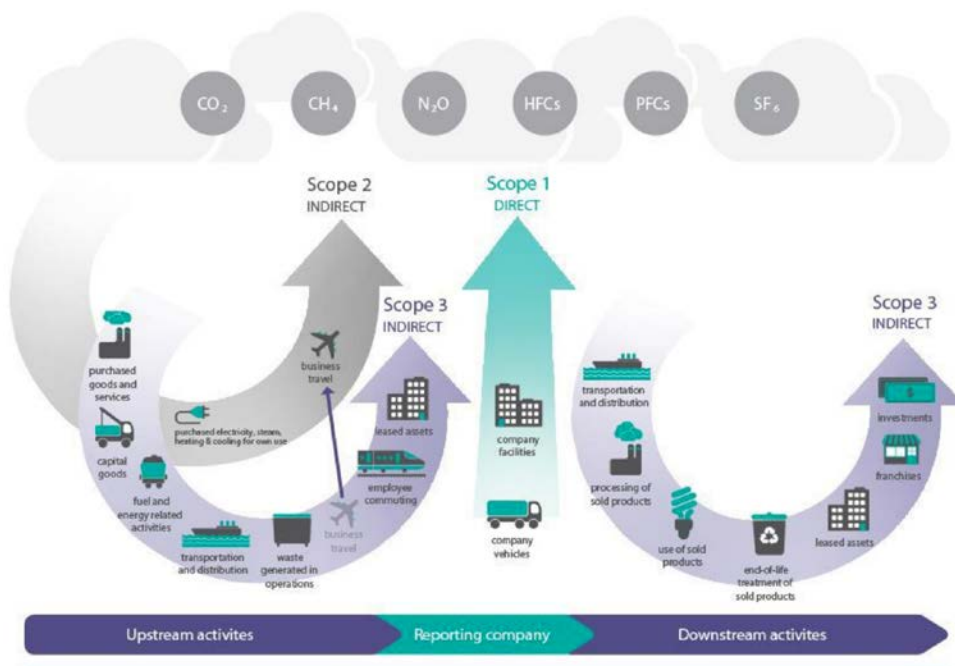 CO₂
CH₄
N₂O
HFCs
PFCs
SF₆
Scope 2
INDIRECT
Scope 1
DIRECT
Scope 3
INDIRECT
Scope 3
INDIRECT
purchased
goods and
services
capital
goods
fuel and
energy related
activities
purchased electricity, steam,
heating & cooling for own use
business
travel
transportation
and distribution
waste
generated in
operations
business
travel
employee
commuting
leased assets
company
facilities
company
vehicles
transportation
and distribution
processing of
sold products
use of sold
products
end-of-life
treatment of
sold products
leased assets
franchises
investments
$
Upstream activites
Reporting company
Downstream activites